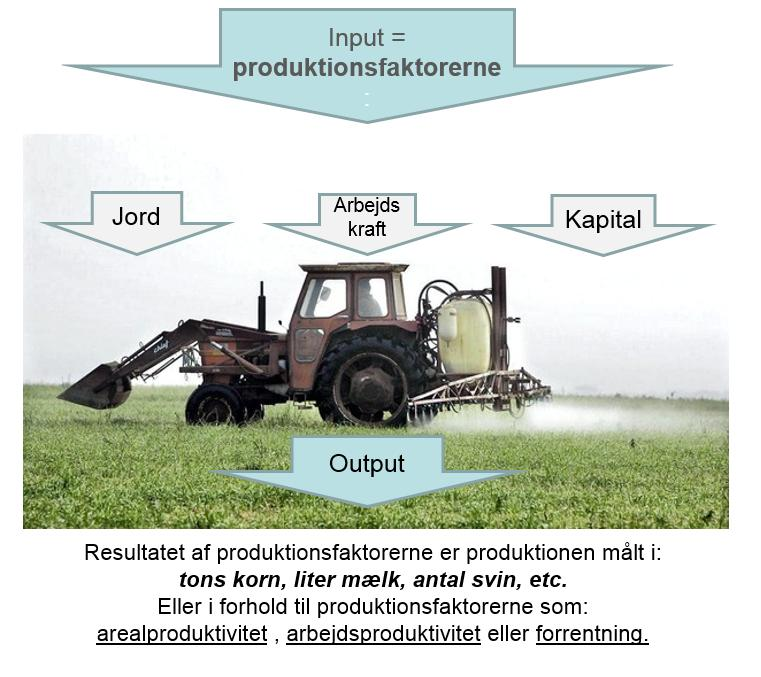 Input =
produktionsfaktorerne
:
Jord
Arbejds
kraft
Kapital
chief
Output
Resultatet af produktionsfaktorerne er produktionen målt i:
tons korn, liter mælk, antal svin, etc.
Eller i forhold til produktionsfaktorerne som:
arealproduktivitet , arbejdsproduktivitet eller forrentning.